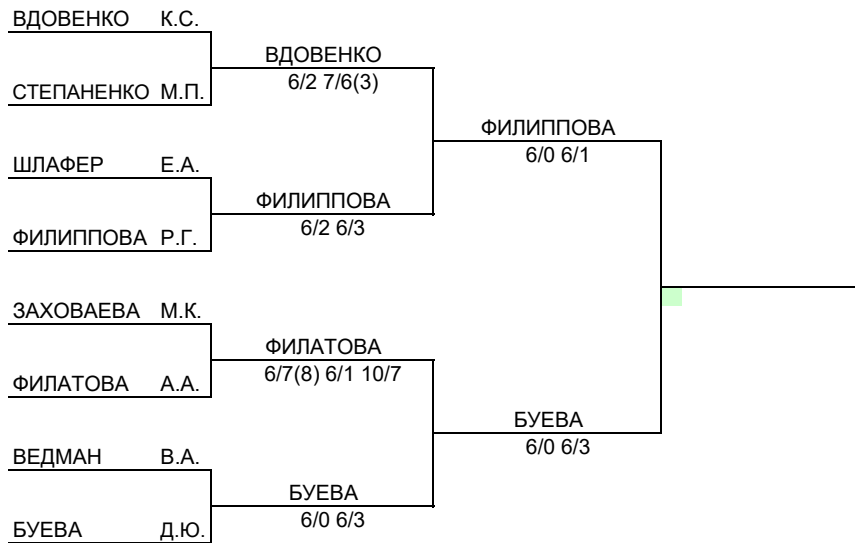 ВДОВЕНКО К.С.
ВДОВЕНКО
6/2 7/6(3)
СТЕПАНЕНКО М.П.
ФИЛИППОВА
6/0 6/1
ШЛАФЕР Е.А.
ФИЛИППОВА
6/2 6/3
ФИЛИППОВА Р.Г.
ЗАХОВАЕВА М.К.
ФИЛАТОВА
6/7(8) 6/1 10/7
ФИЛАТОВА А.А.
БУЕВА
6/0 6/3
ВЕДМАН В.А.
БУЕВА
6/0 6/3
БУЕВА Д.Ю.